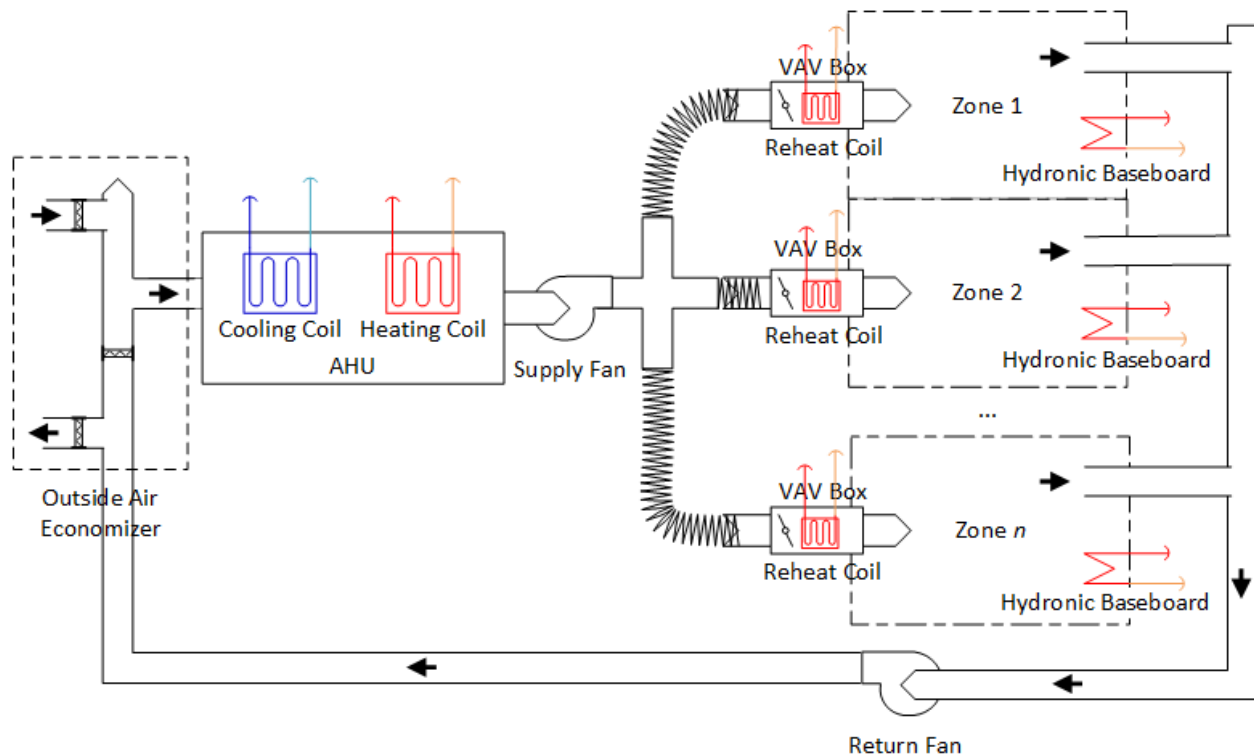 VAV Box
Zone 1
Reheat Coil
Hydronic Baseboard
VAV Box
Zone 2
Reheat Coil
Hydronic Baseboard
Cooling Coil
Heating Coil
AHU
Supply Fan
...
Outside Air
Economizer
VAV Box
Zone n
Reheat Coil
Hydronic Baseboard
Return Fan